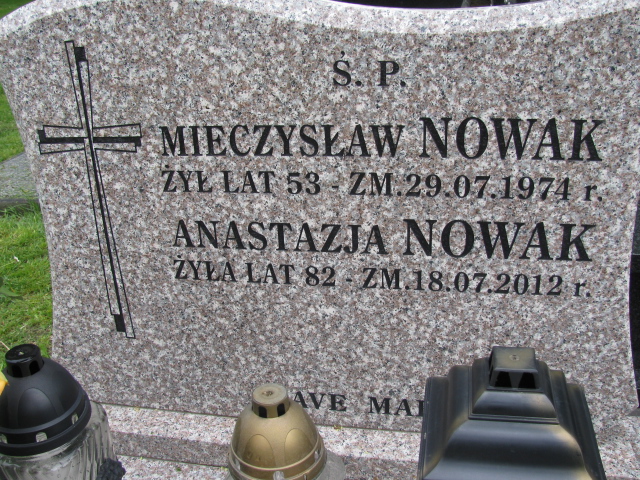 Ś. P.
MIECZYSŁAW NOWAK
ŻYŁ LAT 53 - ZM.29.07.1974 r.
ANASTAZJA NOWAK
ŻYŁA LAT 82 - ZM.18.07.2012 r.
AVE